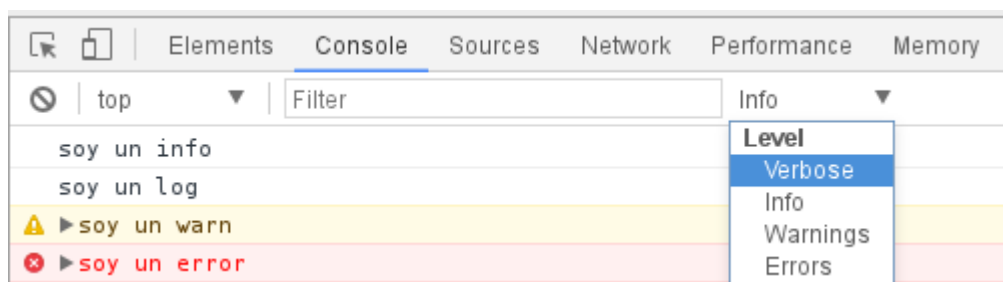 Elements Console Sources Network Performance Memory
top Filter Info
Level
Verbose
Info
Warnings
Errors
soy un info
soy un log
soy un warn
soy un error